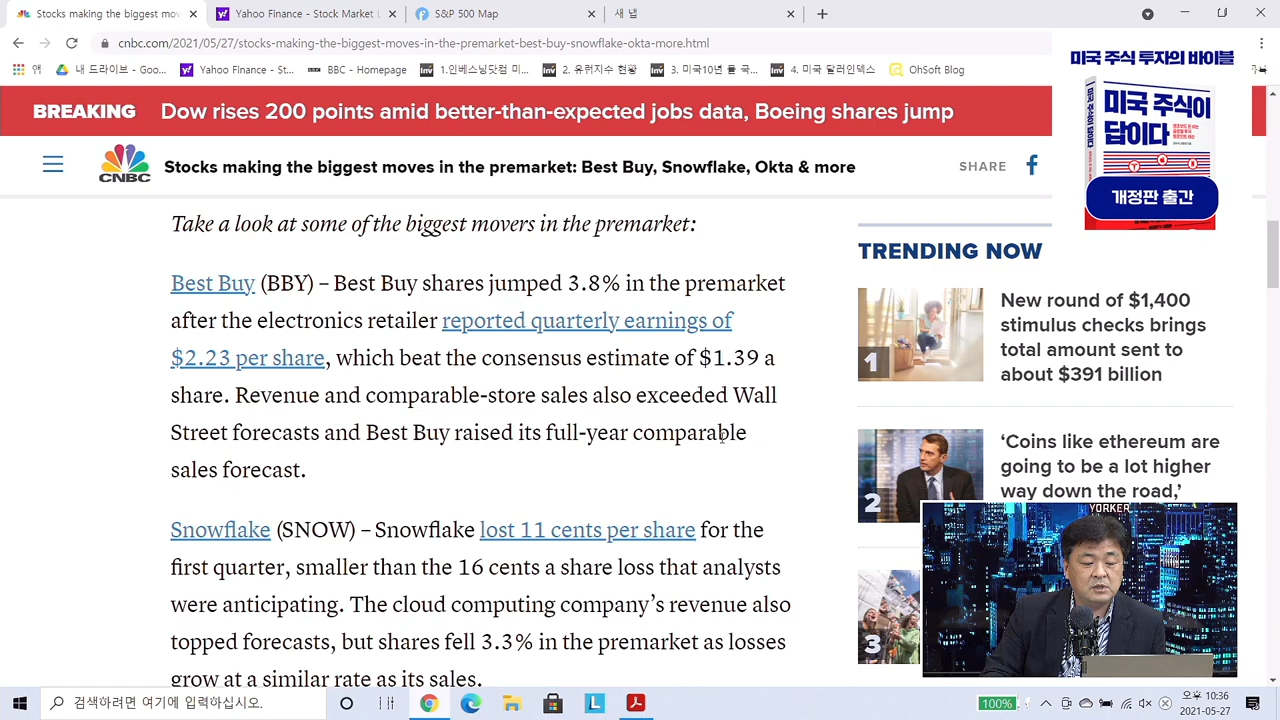 Stocks making the biggest mov
Yahoo Finance - Stock Market L
S&P 500 Map
새 탭
cnbc.com/2021/05/27/stocks-making-the-biggest-moves-in-the-premarket-best-buy-snowflake-okta-more.html
앱
내 드라이브 - Goo...
Yahoo Finance - St...
BBC - Homepage
1.인베스팅닷컴 미...
3. 미국10년 물 국...
4. 미국 달러인덱스
OhSoft Blog
미국 주식 투자의 바이블
미국 주식이
답이다
개정판 출간
BREAKING
Dow rises 200 points amid better-than-expected jobs data, Boeing shares jump
CNBC
Stocks making the biggest moves in the premarket: Best Buy, Snowflake, Okta & more
SHARE
Take a look at some of the biggest movers in the premarket:
Best Buy (BBY) – Best Buy shares jumped 3.8% in the premarket
after the electronics retailer reported quarterly earnings of
$2.23 per share, which beat the consensus estimate of $1.39 a
share. Revenue and comparable-store sales also exceeded Wall
Street forecasts and Best Buy raised its full-year comparable
sales forecast.
Snowflake (SNOW) – Snowflake lost 11 cents per share for the
first quarter, smaller than the 16 cents a share loss that analysts
were anticipating. The cloud computing company’s revenue also
topped forecasts, but shares fell 3.3% in the premarket as losses
grow at a similar rate as its sales.
TRENDING NOW
1
New round of $1,400
stimulus checks brings
total amount sent to
about $391 billion
2
‘Coins like ethereum are
going to be a lot higher
way down the road,’
3
YORKER
검색하려면 여기에 입력하십시오.
100%
오후 10:36
2021-05-27